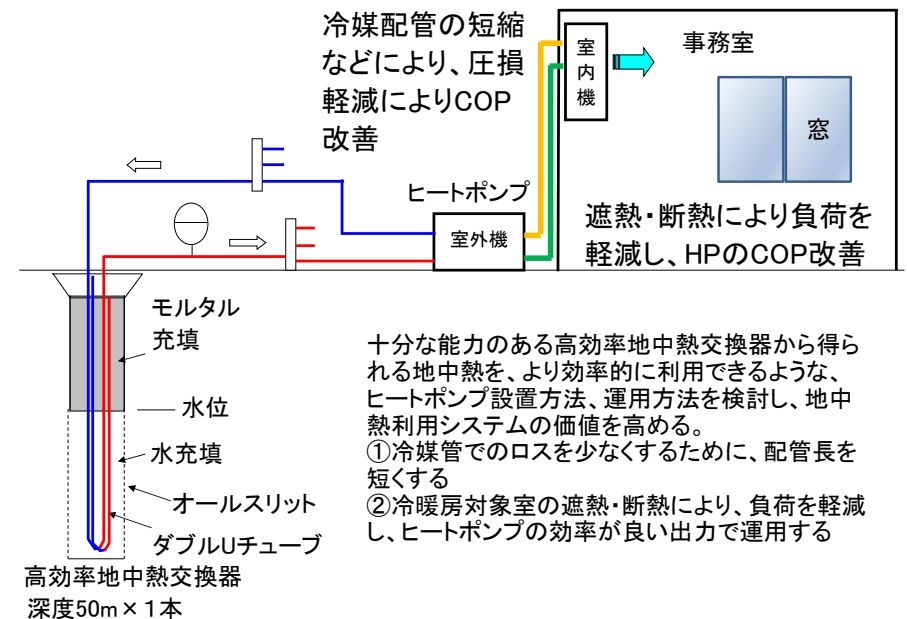 冷媒配管の短縮
などにより、圧損
軽減によりCOP
改善
室内機
事務室
窓
ヒートポンプ
室外機
遮熱・断熱により負荷を
軽減し、HPのCOP改善
モルタル
充填
水位
水充填
オールスリット
ダブルUチューブ
高効率地中熱交換器
深度50m×1本
十分な能力のある高効率地中熱交換器から得ら
れる地中熱を、より効率的に利用できるような、
ヒートポンプ設置方法、運用方法を検討し、地中
熱利用システムの価値を高める。
①冷媒管でのロスを少なくするために、配管長を
短くする
②冷暖房対象室の遮熱・断熱により、負荷を軽減
し、ヒートポンプの効率が良い出力で運用する